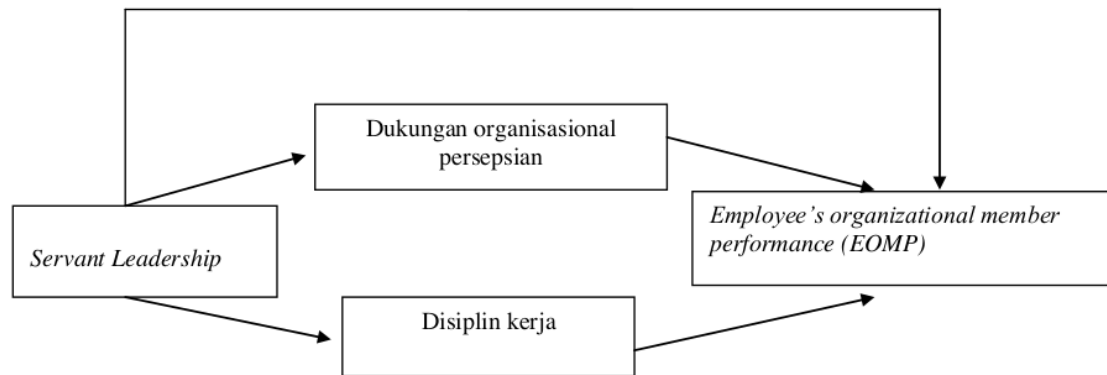 Dukungan organisasional
persepsian
Employee’s organizational member
performance (EOMP)
Servant Leadership
Disiplin kerja